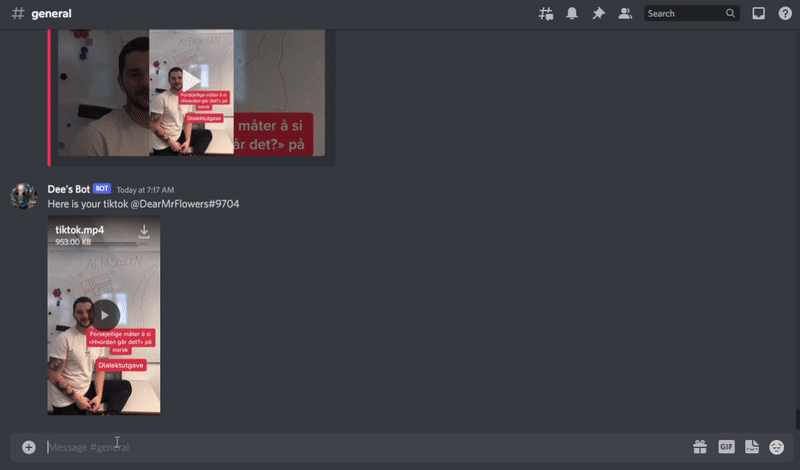 # general
Search
Forskjellige måter å si
«Hvordan går det?» på
norsk
Dialektutgave
måter å si
år det?» på
Dee's Bot BOT Today at 7:17 AM
Here is your tiktok @DearMrFlowers#9704
tiktok.mp4
953.00 KB
ALFASKOLEN
Forskjellige måter å si
«Hvordan går det?» på
norsk
Dialektutgave
Message #general
GIF